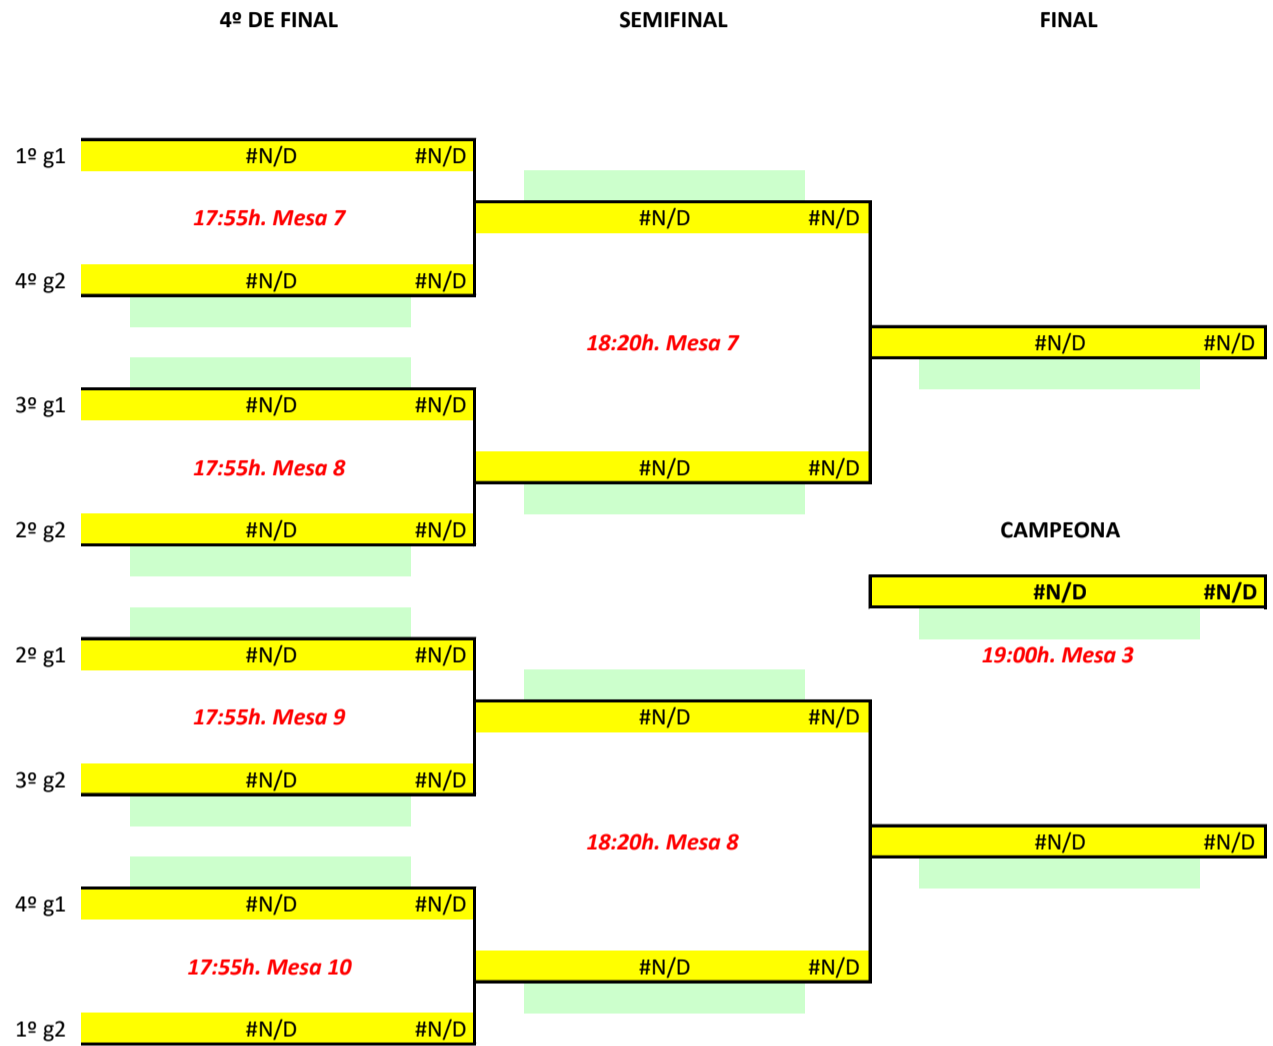 4º DE FINAL SEMIFINAL FINAL
1º g1 #N/D #N/D
17:55h. Mesa 7 #N/D #N/D
4º g2 #N/D #N/D
18:20h. Mesa 7 #N/D #N/D
3º g1 #N/D #N/D
17:55h. Mesa 8 #N/D #N/D
2º g2 #N/D #N/D CAMPEONA
#N/D #N/D
2º g1 #N/D #N/D 19:00h. Mesa 3
17:55h. Mesa 9 #N/D #N/D
3º g2 #N/D #N/D
18:20h. Mesa 8 #N/D #N/D
4º g1 #N/D #N/D
17:55h. Mesa 10 #N/D #N/D
1º g2 #N/D #N/D